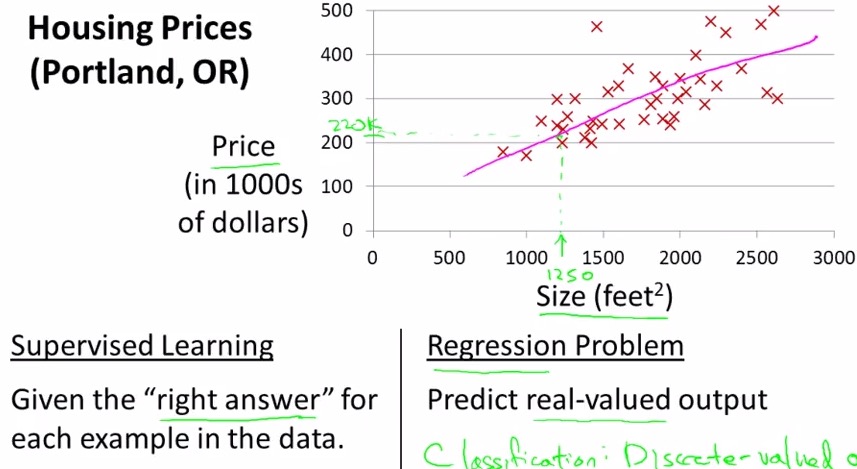 Housing Prices
(Portland, OR)
Price
(in 1000s
of dollars)
500
400
300
220K
200
100
0
0 500 1000 1500 2000 2500 3000
1250
Size (feet²)
Supervised Learning
Given the “right answer” for
each example in the data.
Regression Problem
Predict real-valued output
Classification: Discrete-valued